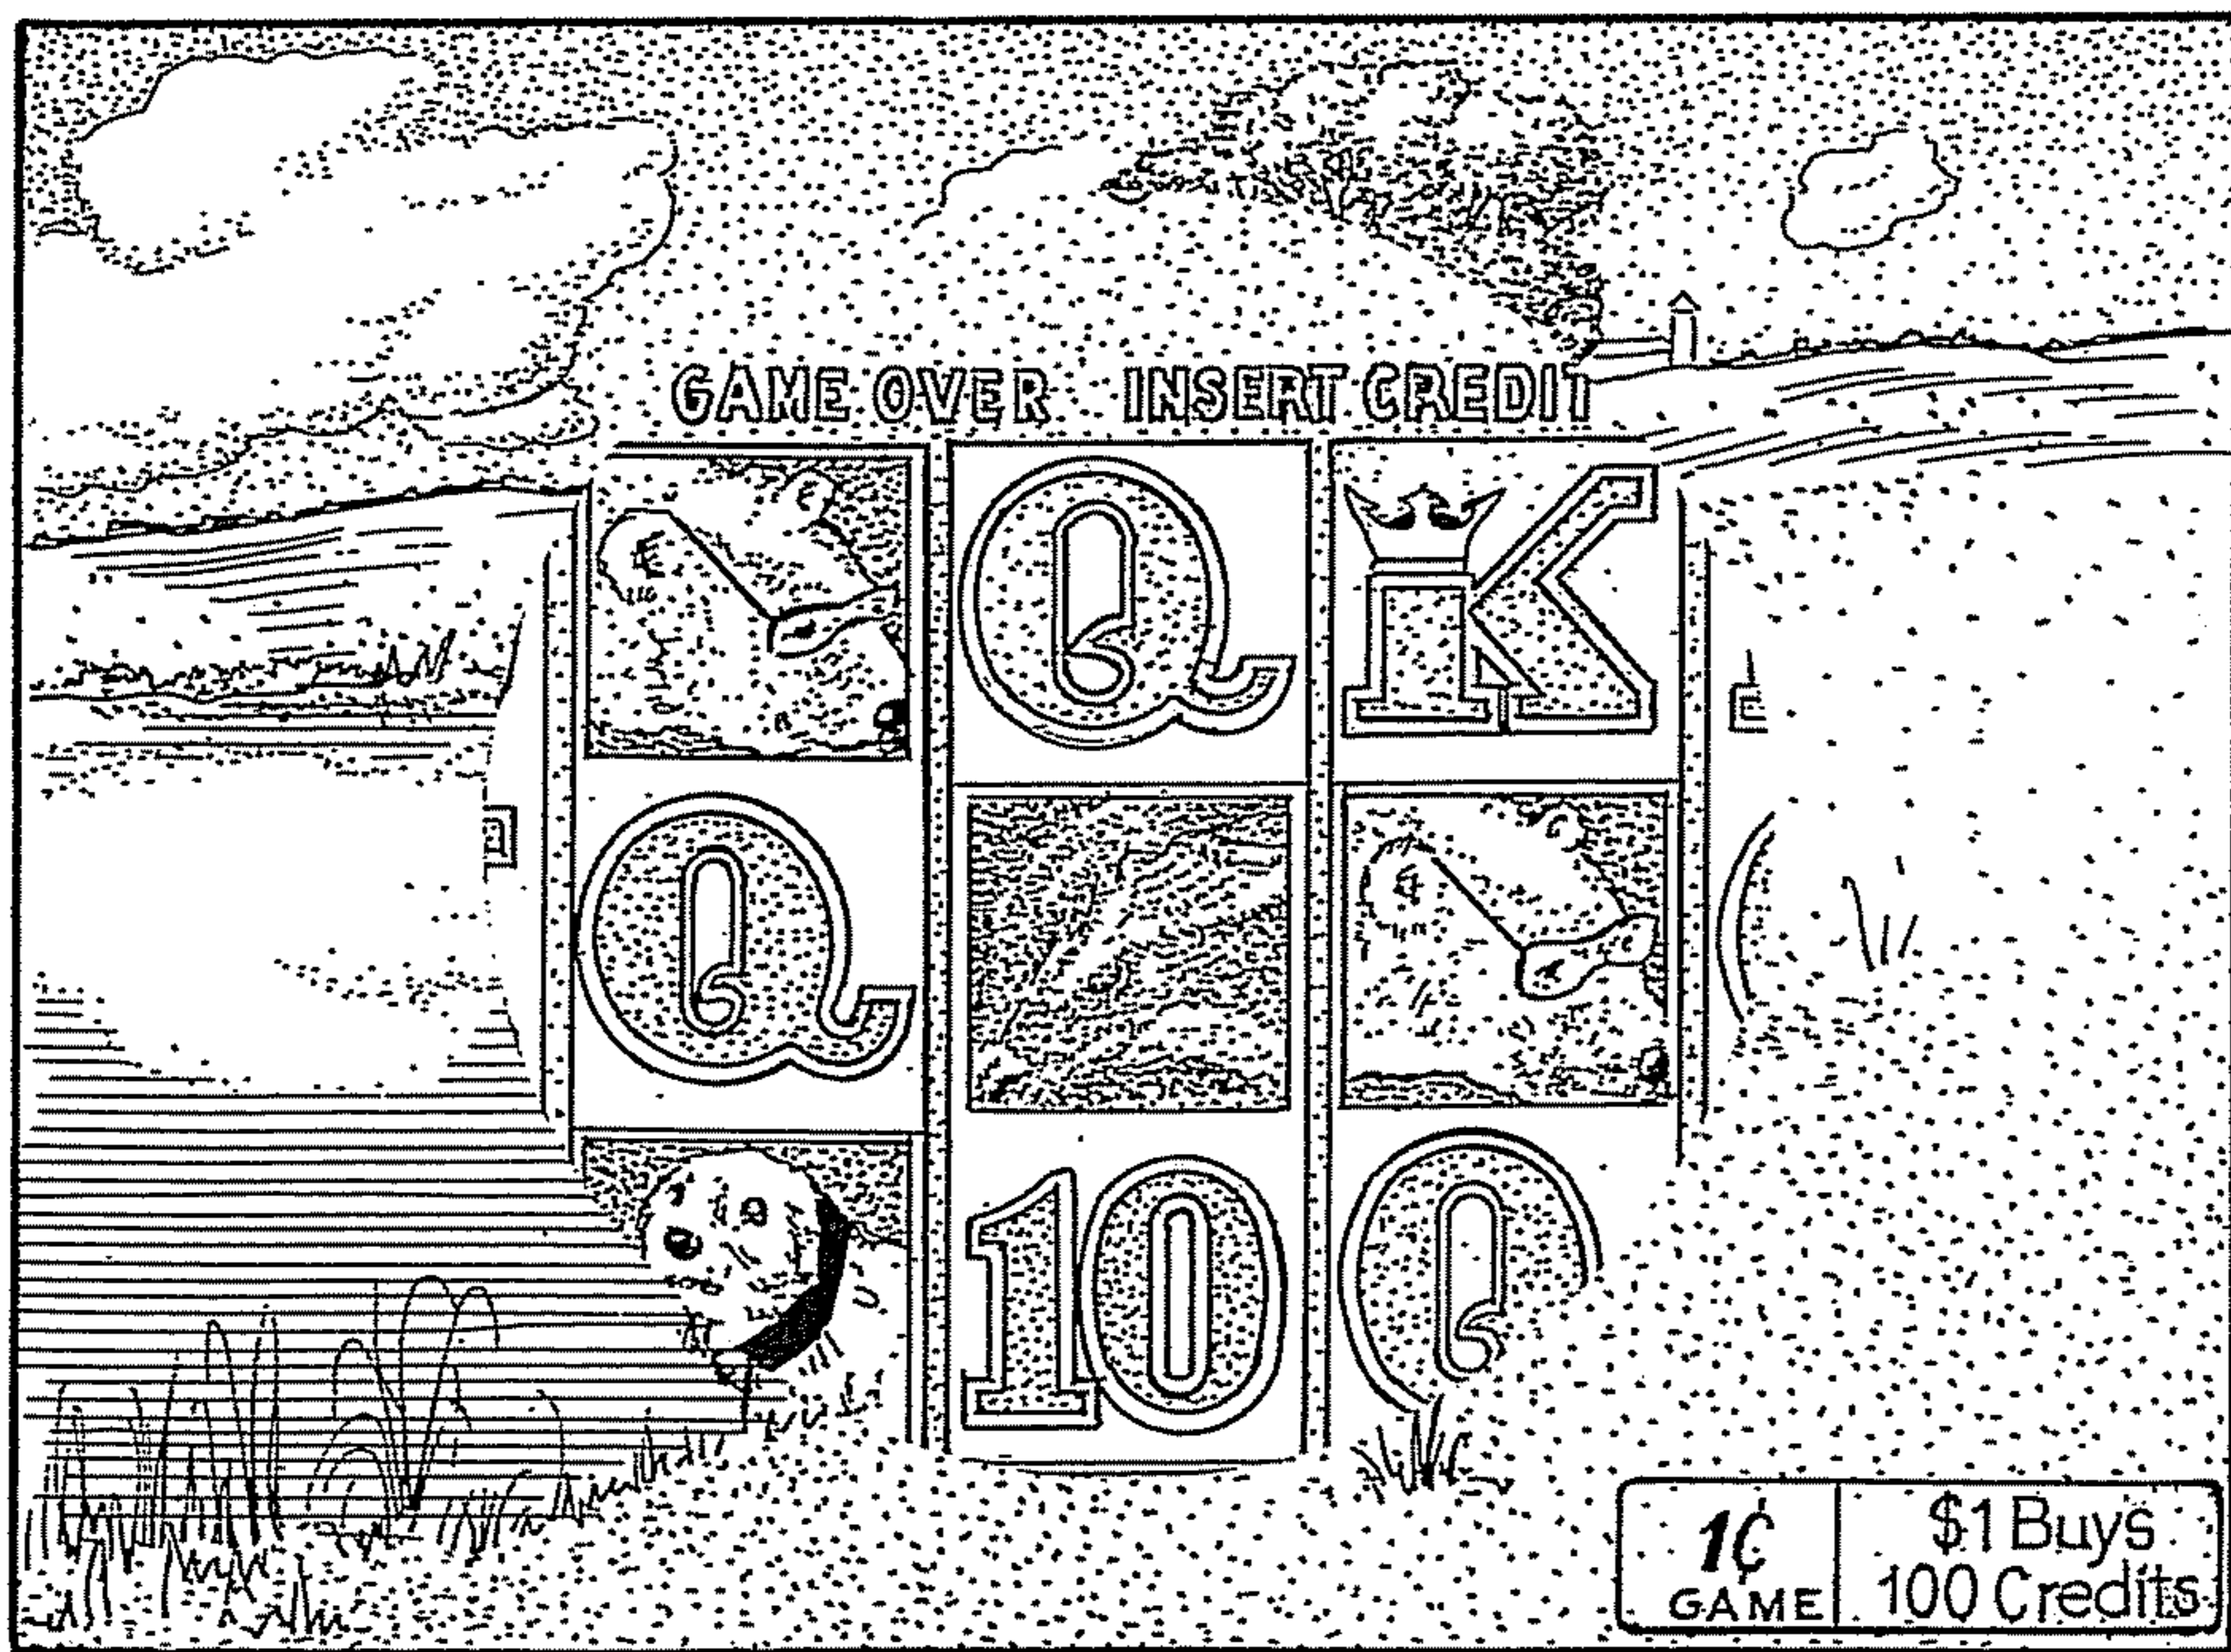 GAME OVER INSERT CREDIT
Q K
Q
10 Q
1¢ GAME
$1 Buys
100 Credits